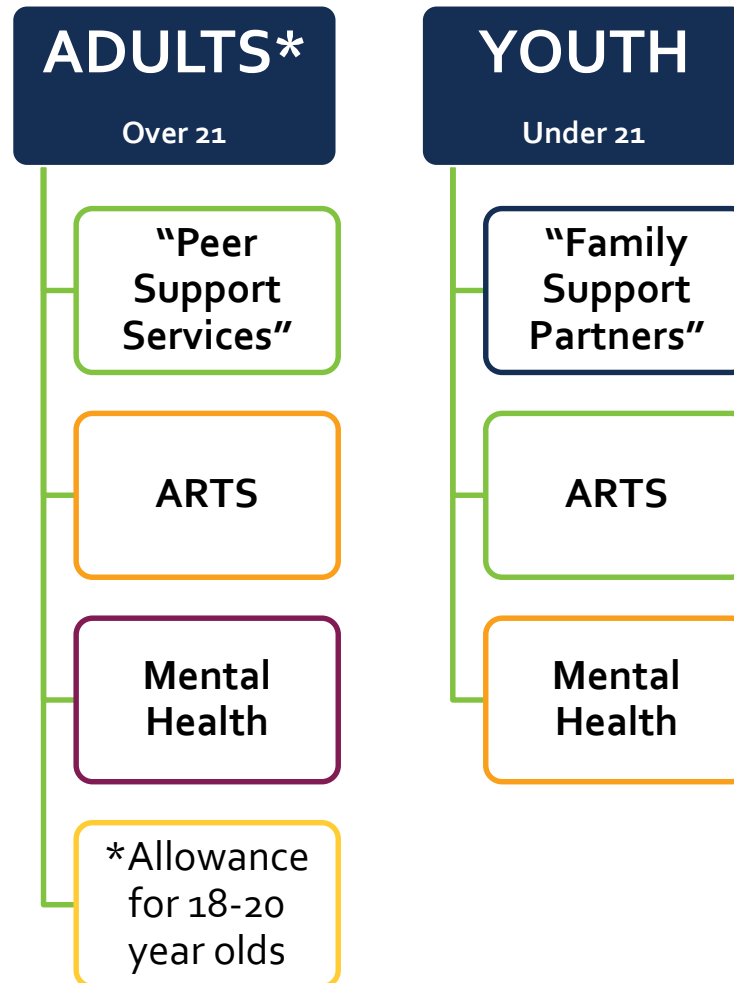 ADULTS*
Over 21
“Peer
Support
Services”
ARTS
Mental
Health
*Allowance
for 18-20
year olds
YOUTH
Under 21
“Family
Support
Partners”
ARTS
Mental
Health